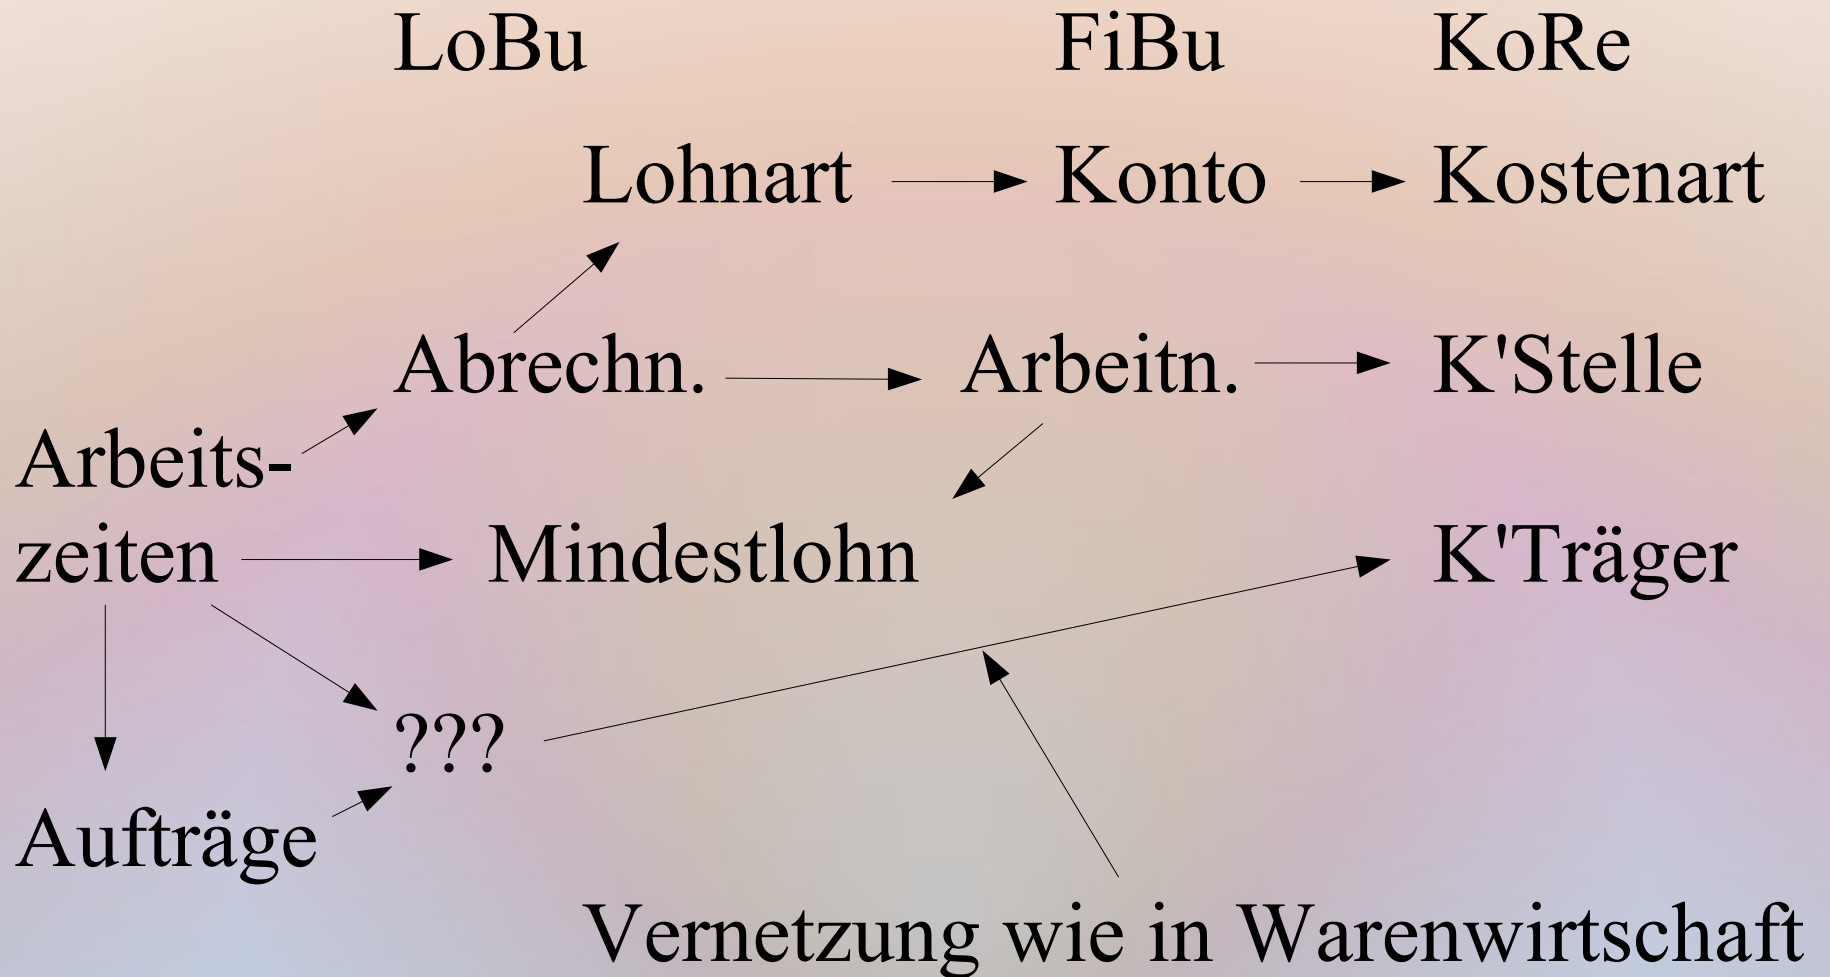 LoBu FiBu KoRe
Lohnart Konto Kostenart
Abrechn. Arbeitn. K'Stelle
Arbeits-
zeiten Mindestlohn K'Träger
???
Aufträge
Vernetzung wie in Warenwirtschaft